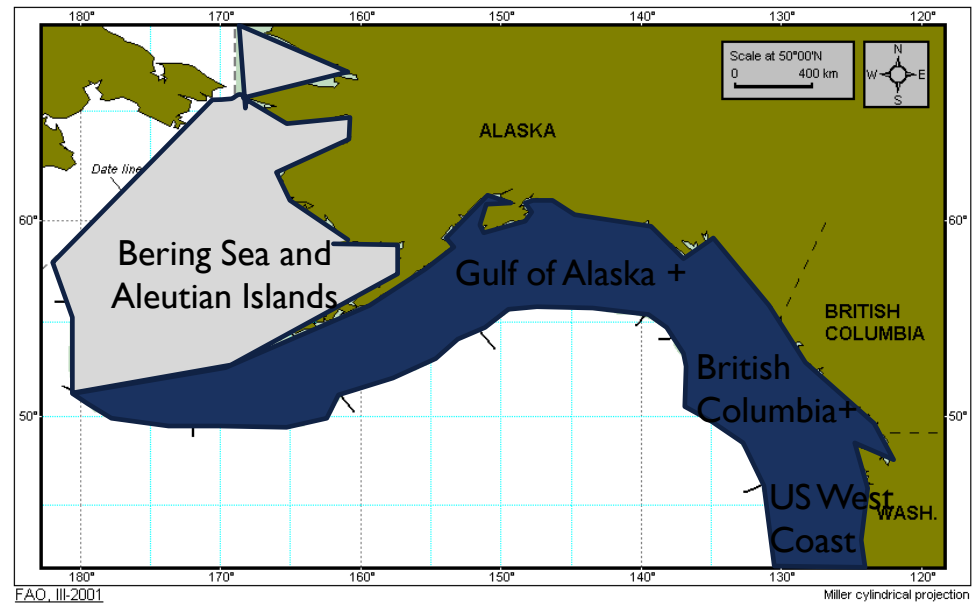 180° 170° 160° 150° 140° 130° 120°
Scale at 50°00'N
0 400 km
N
W E
S
ALASKA
Date line
60° 60°
Bering Sea and
Aleutian Islands
Gulf of Alaska +
BRITISH
COLUMBIA
British
Columbia+
50° 50°
US West
Coast
WASH.
180° 170° 160° 150° 140° 130° 120°
FAO, III-2001
Miller cylindrical projection